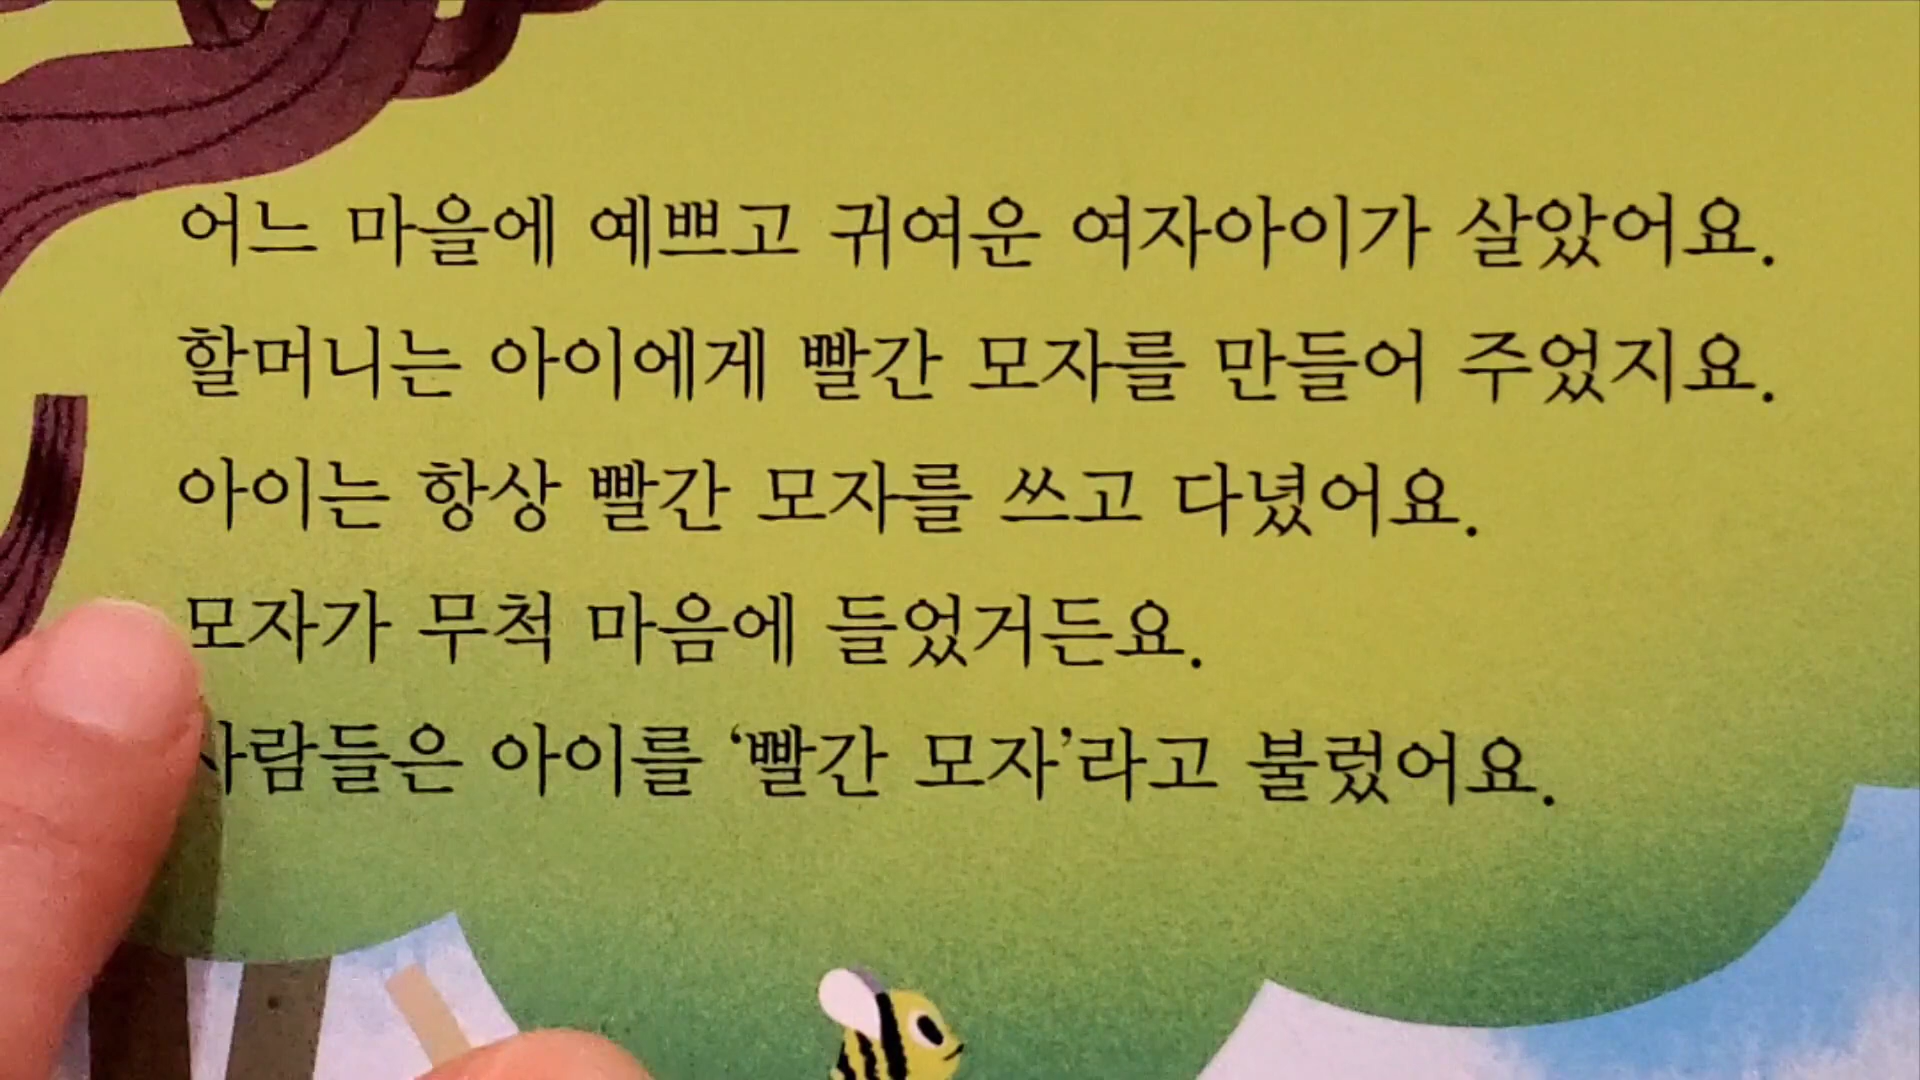 어느 마을에 예쁘고 귀여운 여자아이가 살았어요.
할머니는 아이에게 빨간 모자를 만들어 주었지요.
아이는 항상 빨간 모자를 쓰고 다녔어요.
모자가 무척 마음에 들었거든요.
사람들은 아이를 ‘빨간 모자’라고 불렀어요.